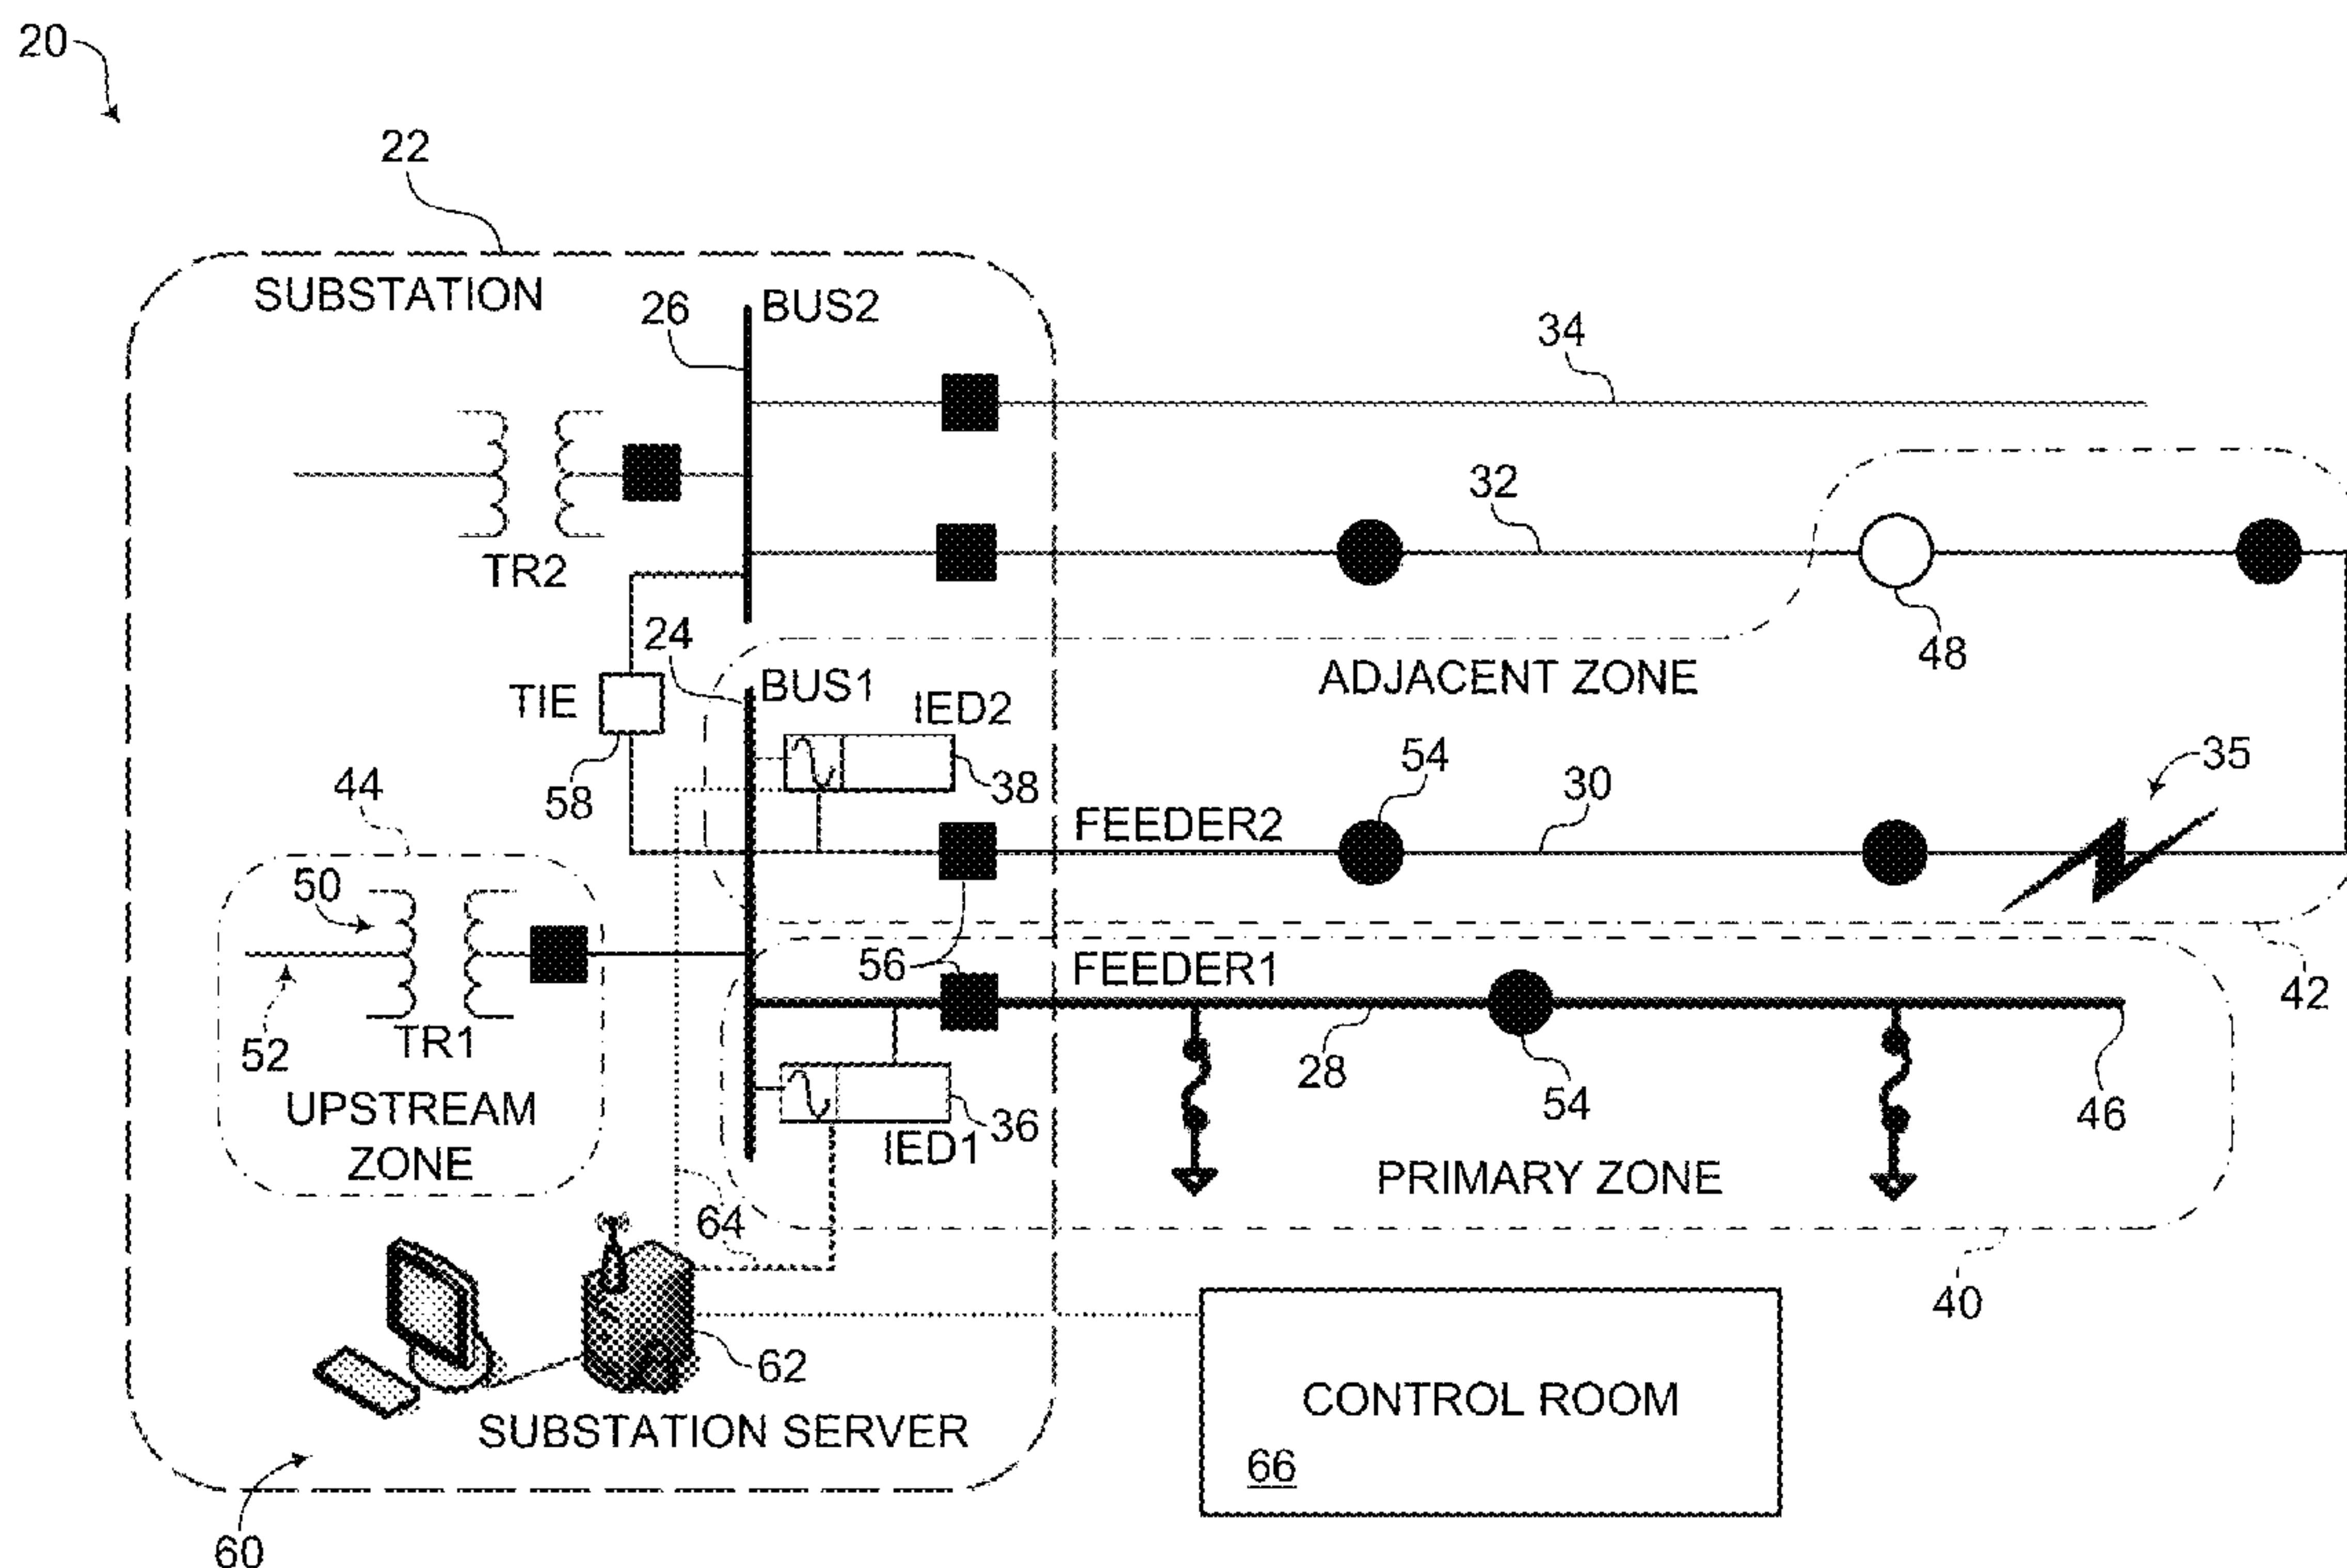 20
22
SUBSTATION
26
BUS2
34
32
TR2
24
48
ADJACENT ZONE
BUS1
TIE
IED2
54
35
44
58
38
30
FEEDER2
50
56
FEEDER1
42
52
TR1
28
54
46
UPSTREAM
ZONE
36
IED1
PRIMARY ZONE
64
40
62
CONTROL ROOM
SUBSTATION SERVER
66
60